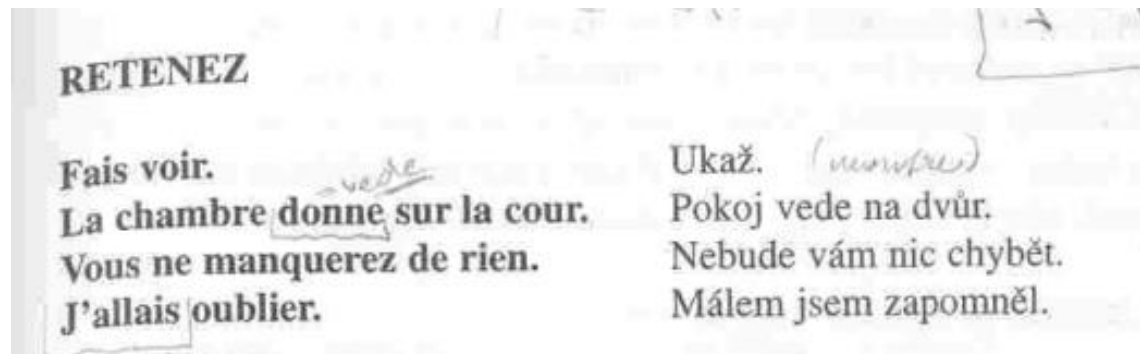 RETENEZ
Fais voir. Ukaž.
vede
La chambre donne sur la cour. Pokoj vede na dvůr.
Vous ne manquerez de rien. Nebude vám nic chybět.
J'allais oublier. Málem jsem zapomněl.